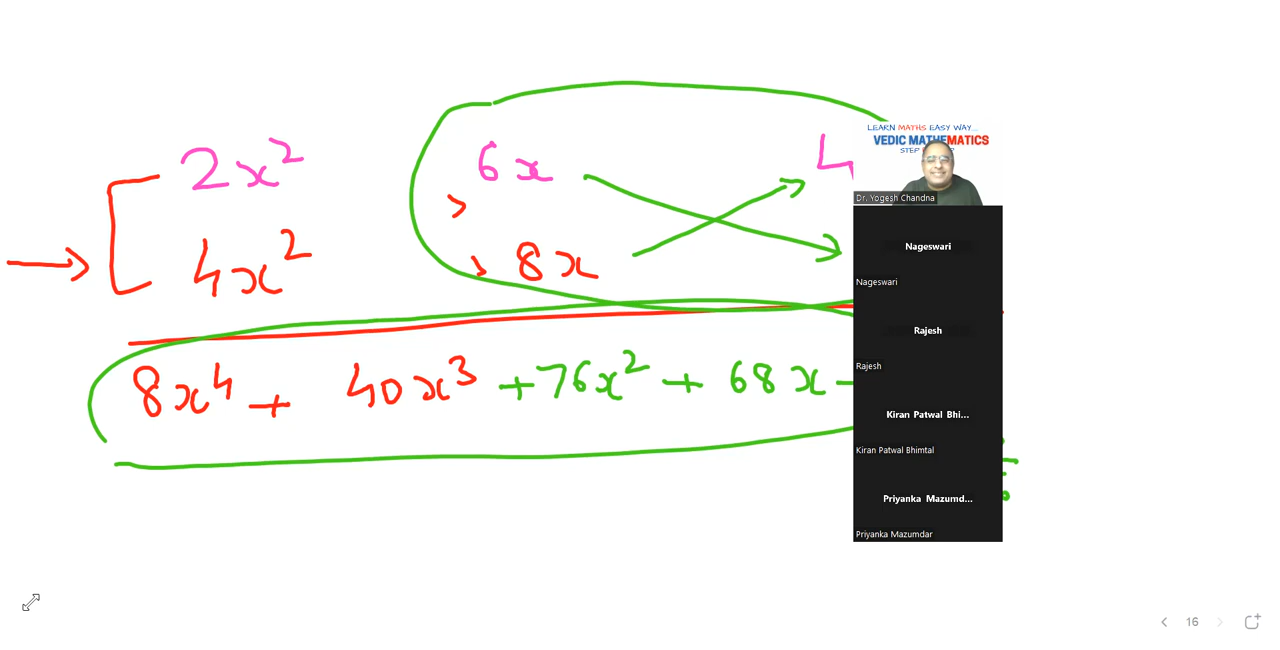 2x² 6x 4
4x² 8x
8x⁴ + 40x³ + 76x² + 68x -
LEARN MATHS EASY WAY...
VEDIC MATHEMATICS
Dr. Yogesh Chandna
Nageswari
Nageswari
Rajesh
Rajesh
Kiran Patwal Bhi...
Kiran Patwal Bhimtal
Priyanka Mazumd...
Priyanka Mazumdar
16